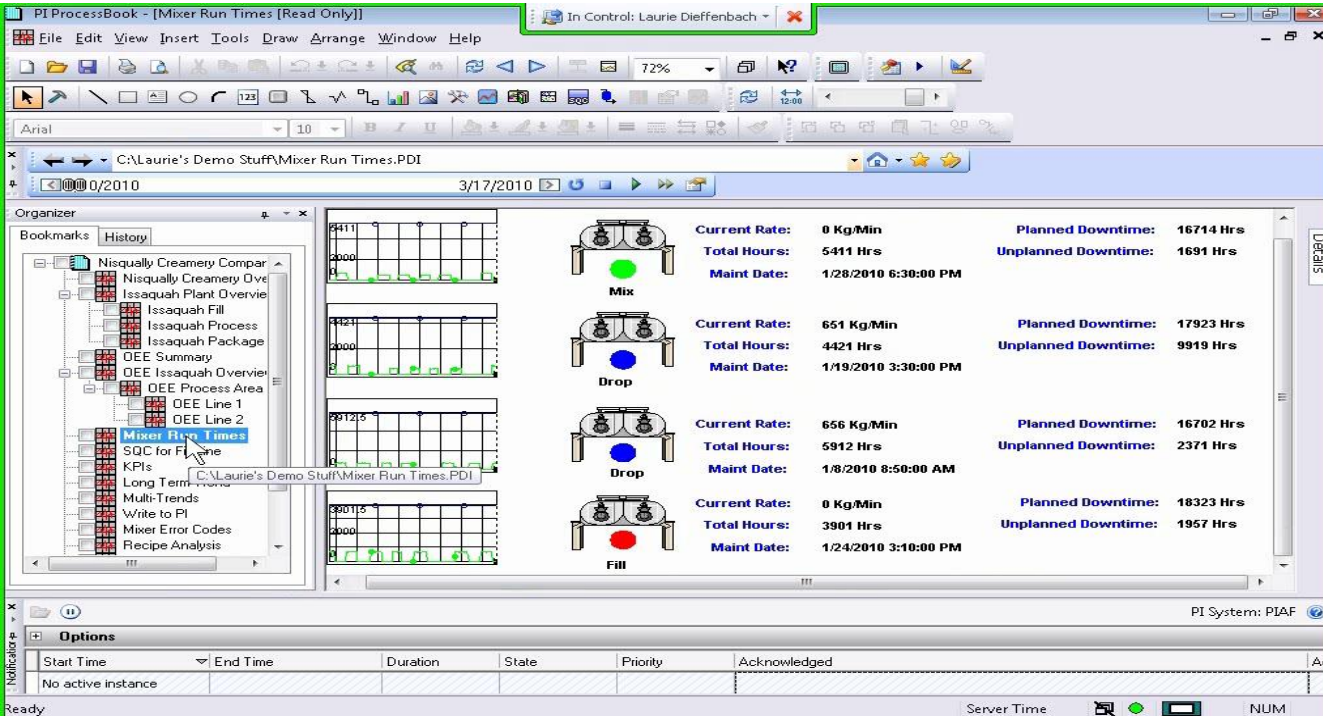 PI ProcessBook - [Mixer Run Times [Read Only]]
In Control: Laurie Dieffenbach
File Edit View Insert Tools Draw Arrange Window Help
72%
123
12:00
Arial 10 B I U
C:\Laurie's Demo Stuff\Mixer Run Times.PDI
0/2010 3/17/2010
Organizer
Bookmarks History
Nisqually Creamery Compar
Nisqually Creamery Ove
Issaquah Plant Overvie
Issaquah Fill
Issaquah Process
Issaquah Package
OEE Summary
OEE Issaquah Overvie
OEE Process Area
OEE Line 1
OEE Line 2
Mixer Run Times
SQC for
KPIs
Long Term
Multi-Trends
Write to PI
Mixer Error Codes
Recipe Analysis
C:\Laurie's Demo Stuff\Mixer Run Times.PDI
5411
2000
0
Mix
Current Rate: 0 Kg/Min Planned Downtime: 16714 Hrs
Total Hours: 5411 Hrs Unplanned Downtime: 1691 Hrs
Maint Date: 1/28/2010 6:30:00 PM
4421
2000
Drop
Current Rate: 651 Kg/Min Planned Downtime: 17923 Hrs
Total Hours: 4421 Hrs Unplanned Downtime: 9919 Hrs
Maint Date: 1/19/2010 3:30:00 PM
5912.5
Drop
Current Rate: 656 Kg/Min Planned Downtime: 16702 Hrs
Total Hours: 5912 Hrs Unplanned Downtime: 2371 Hrs
Maint Date: 1/8/2010 8:50:00 AM
3901.5
2000
Fill
Current Rate: 0 Kg/Min Planned Downtime: 18323 Hrs
Total Hours: 3901 Hrs Unplanned Downtime: 1957 Hrs
Maint Date: 1/24/2010 3:10:00 PM
Details
PI System: PIAF
Notification
Options
Start Time End Time Duration State Priority Acknowledged
No active instance
Ready Server Time NUM